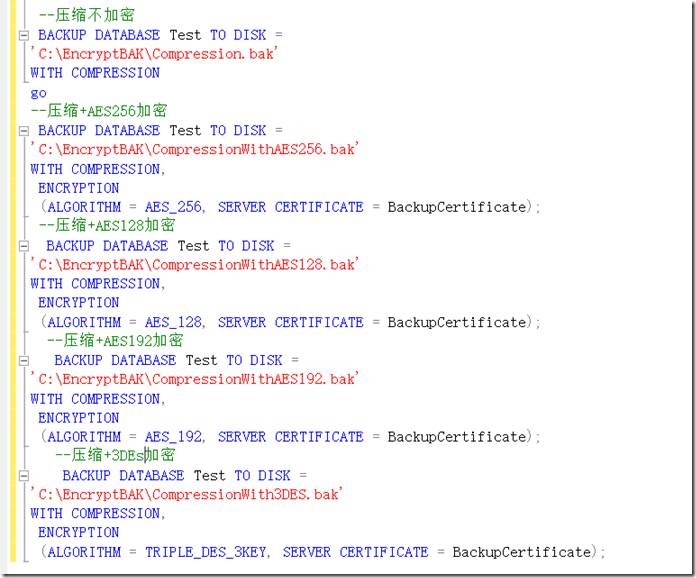 --压缩不加密
BACKUP DATABASE Test TO DISK =
'C:\EncryptBAK\Compression.bak'
WITH COMPRESSION
go
--压缩+AES256加密
BACKUP DATABASE Test TO DISK =
'C:\EncryptBAK\CompressionWithAES256.bak'
WITH COMPRESSION,
ENCRYPTION
(ALGORITHM = AES_256, SERVER CERTIFICATE = BackupCertificate);
--压缩+AES128加密
BACKUP DATABASE Test TO DISK =
'C:\EncryptBAK\CompressionWithAES128.bak'
WITH COMPRESSION,
ENCRYPTION
(ALGORITHM = AES_128, SERVER CERTIFICATE = BackupCertificate);
--压缩+AES192加密
BACKUP DATABASE Test TO DISK =
'C:\EncryptBAK\CompressionWithAES192.bak'
WITH COMPRESSION,
ENCRYPTION
(ALGORITHM = AES_192, SERVER CERTIFICATE = BackupCertificate);
--压缩+3DEs加密
BACKUP DATABASE Test TO DISK =
'C:\EncryptBAK\CompressionWith3DES.bak'
WITH COMPRESSION,
ENCRYPTION
(ALGORITHM = TRIPLE_DES_3KEY, SERVER CERTIFICATE = BackupCertificate);